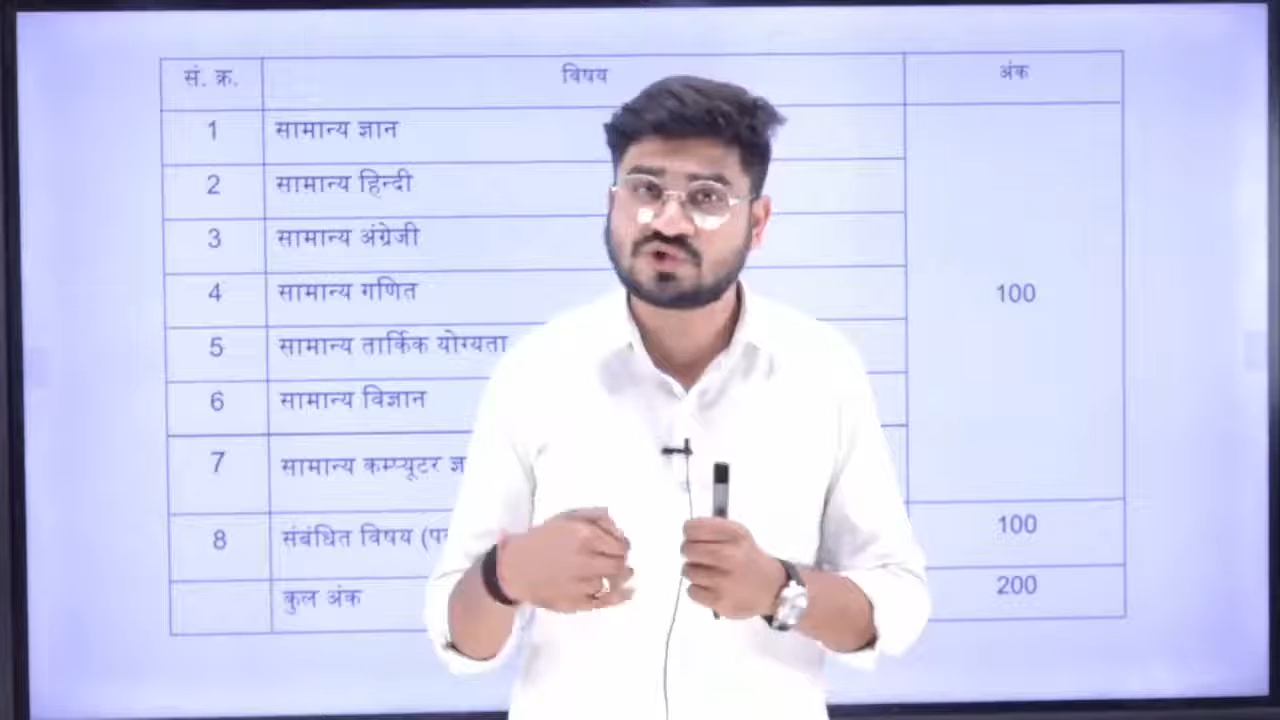 सं. क्र. विषय अंक
1 सामान्य ज्ञान
2 सामान्य हिन्दी
3 सामान्य अंग्रेजी
4 सामान्य गणित 100
5 सामान्य तार्किक योग्यता
6 सामान्य विज्ञान
7 सामान्य कम्प्यूटर
8 संबंधित विषय 100
कुल अंक 200